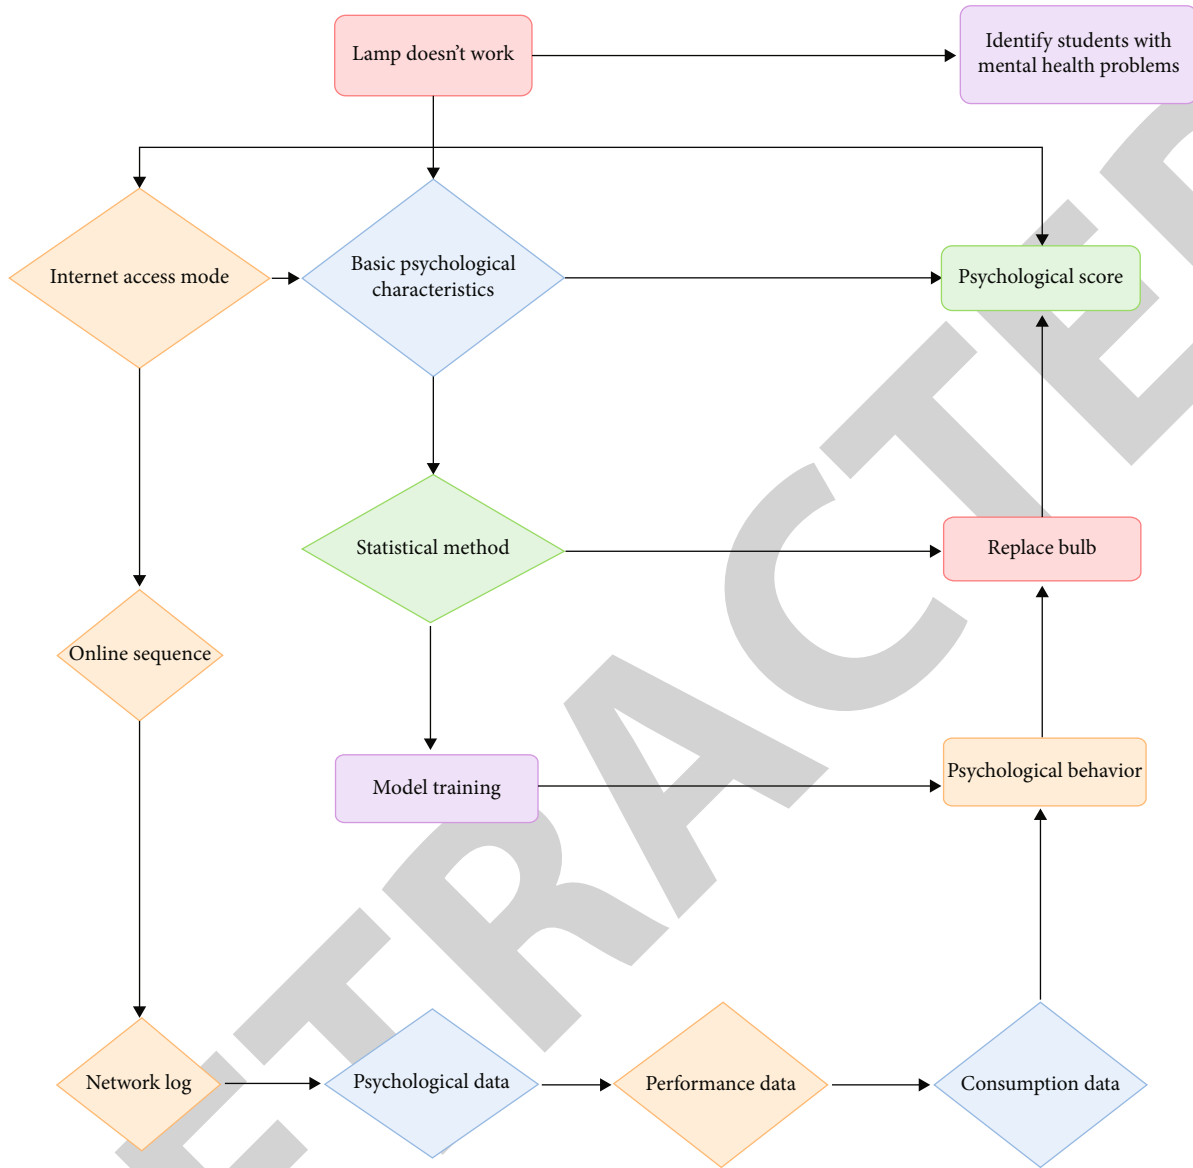 Lamp doesn't work
Identify students with
mental health problems
Internet access mode
Basic psychological
characteristics
Psychological score
Statistical method
Replace bulb
Online sequence
Model training
Psychological behavior
Network log
Psychological data
Performance data
Consumption data
ETRACTE